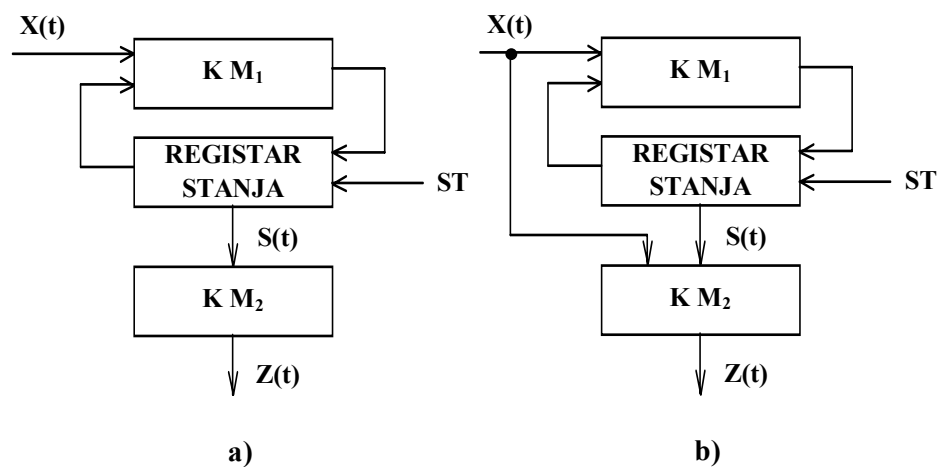 X(t)
K M₁
REGISTAR
STANJA
ST
S(t)
K M₂
Z(t)
a)
X(t)
K M₁
REGISTAR
STANJA
ST
S(t)
K M₂
Z(t)
b)